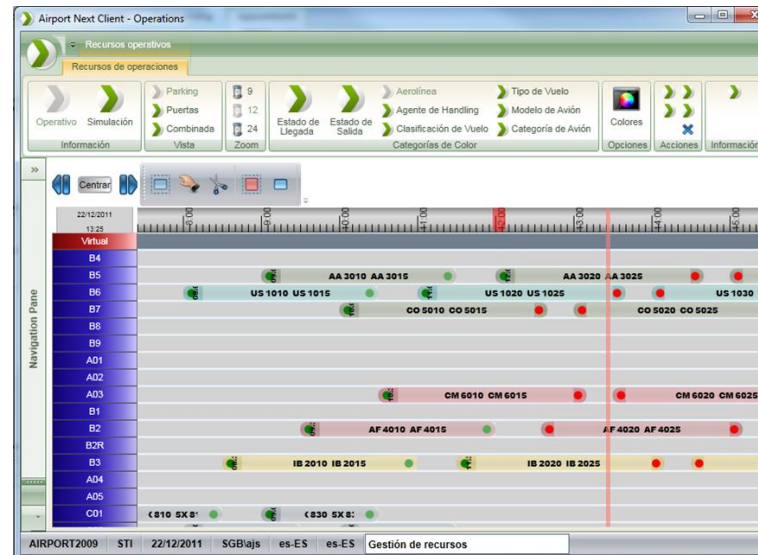 Airport Next Client - Operations
Recursos operativos
Recursos de operaciones
Operativo
Simulación
Información
Parking
Puertas
Combinada
Vista
9
12
24
Zoom
Estado de Llegada
Estado de Salida
Aerolínea
Agente de Handling
Clasificación de Vuelo
Tipo de Vuelo
Modelo de Avión
Categoría de Avión
Categorías de Color
Colores
Opciones
Acciones
Información
Centrar
Navigation Pane
22/12/2011
13:25
Virtual
B4
B5 AA 3010 AA 3015 AA 3020 AA 3025
B6 US 1010 US 1015 US 1020 US 1025 US 1030
B7 CO 5010 CO 5015 CO 5020 CO 5025
B8
B9
A01
A02
A03 CM 6010 CM 6015 CM 6020 CM 6025
B1
B2 AF 4010 AF 4015 AF 4020 AF 4025
B2R
B3 IB 2010 IB 2015 IB 2020 IB 2025
A04
A05
C01
AIRPORT2009 STI 22/12/2011 SGB\ajs es-ES es-ES Gestión de recursos